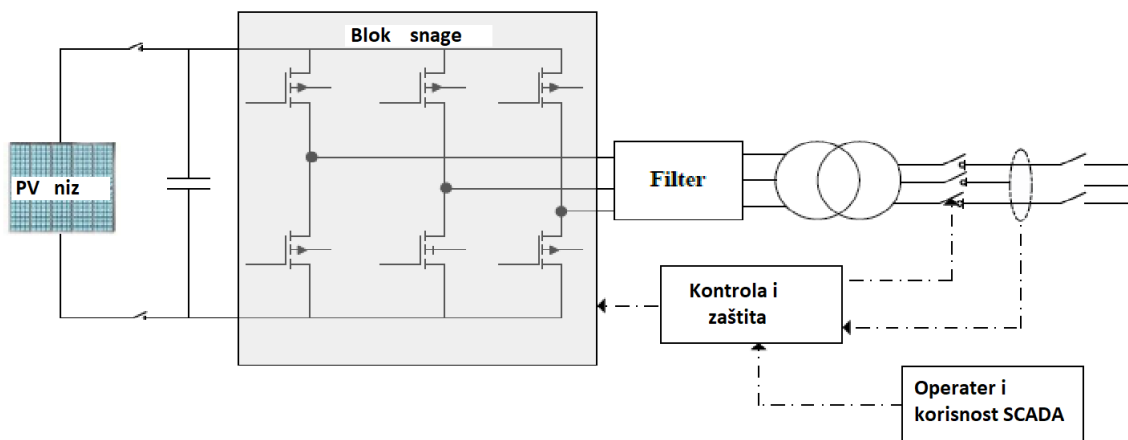 Blok snage
PV niz
Filter
Kontrola i
zaštita
Operater i
korisnost SCADA